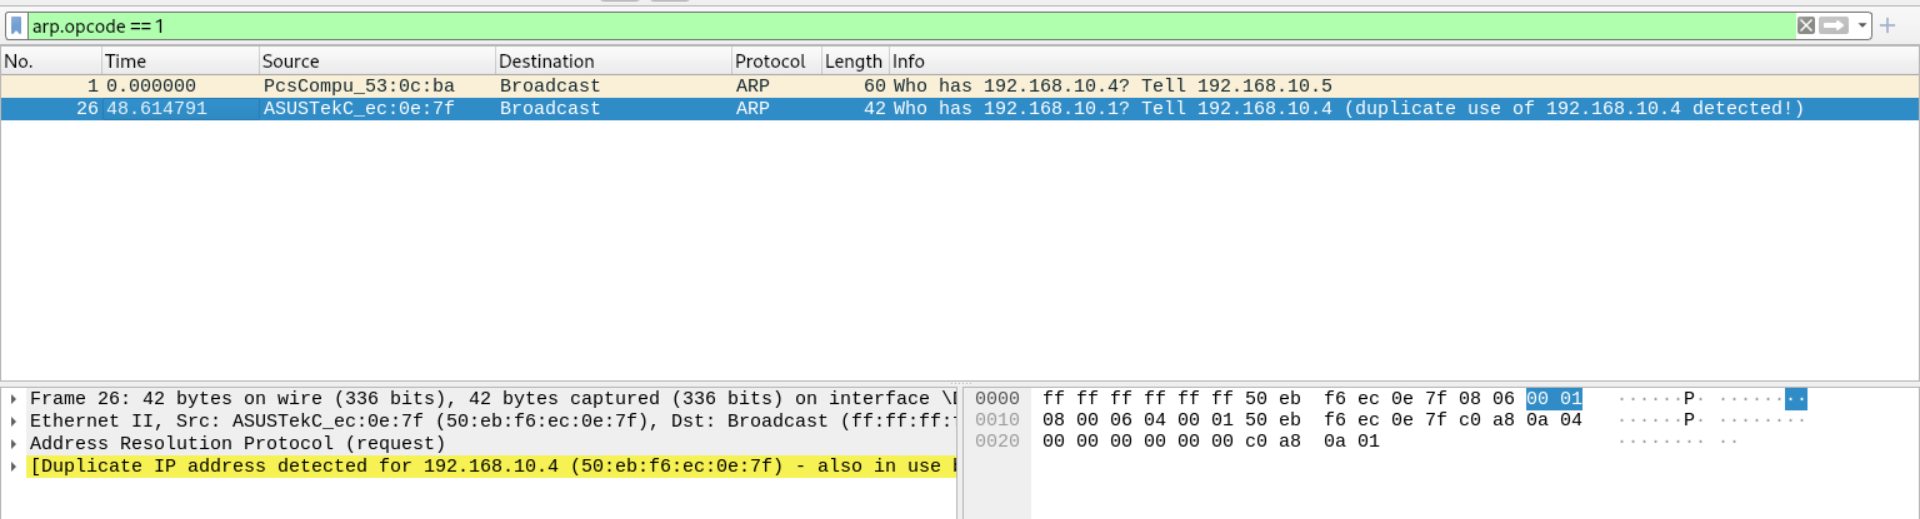 arp.opcode == 1
No. Time Source Destination Protocol Length Info
1 0.000000 PcsCompu_53:0c:ba Broadcast ARP 60 Who has 192.168.10.4? Tell 192.168.10.5
26 48.614791 ASUSTekC_ec:0e:7f Broadcast ARP 42 Who has 192.168.10.1? Tell 192.168.10.4 (duplicate use of 192.168.10.4 detected!)
Frame 26: 42 bytes on wire (336 bits), 42 bytes captured (336 bits) on interface \
Ethernet II, Src: ASUSTekC_ec:0e:7f (50:eb:f6:ec:0e:7f), Dst: Broadcast (ff:ff:ff:
Address Resolution Protocol (request)
[Duplicate IP address detected for 192.168.10.4 (50:eb:f6:ec:0e:7f) - also in use
0000 ff ff ff ff ff ff 50 eb f6 ec 0e 7f 08 06 00 01 ······P· ········
0010 08 00 06 04 00 01 50 eb f6 ec 0e 7f c0 a8 0a 04 ······P· ········
0020 00 00 00 00 00 00 c0 a8 0a 01 ········ ··